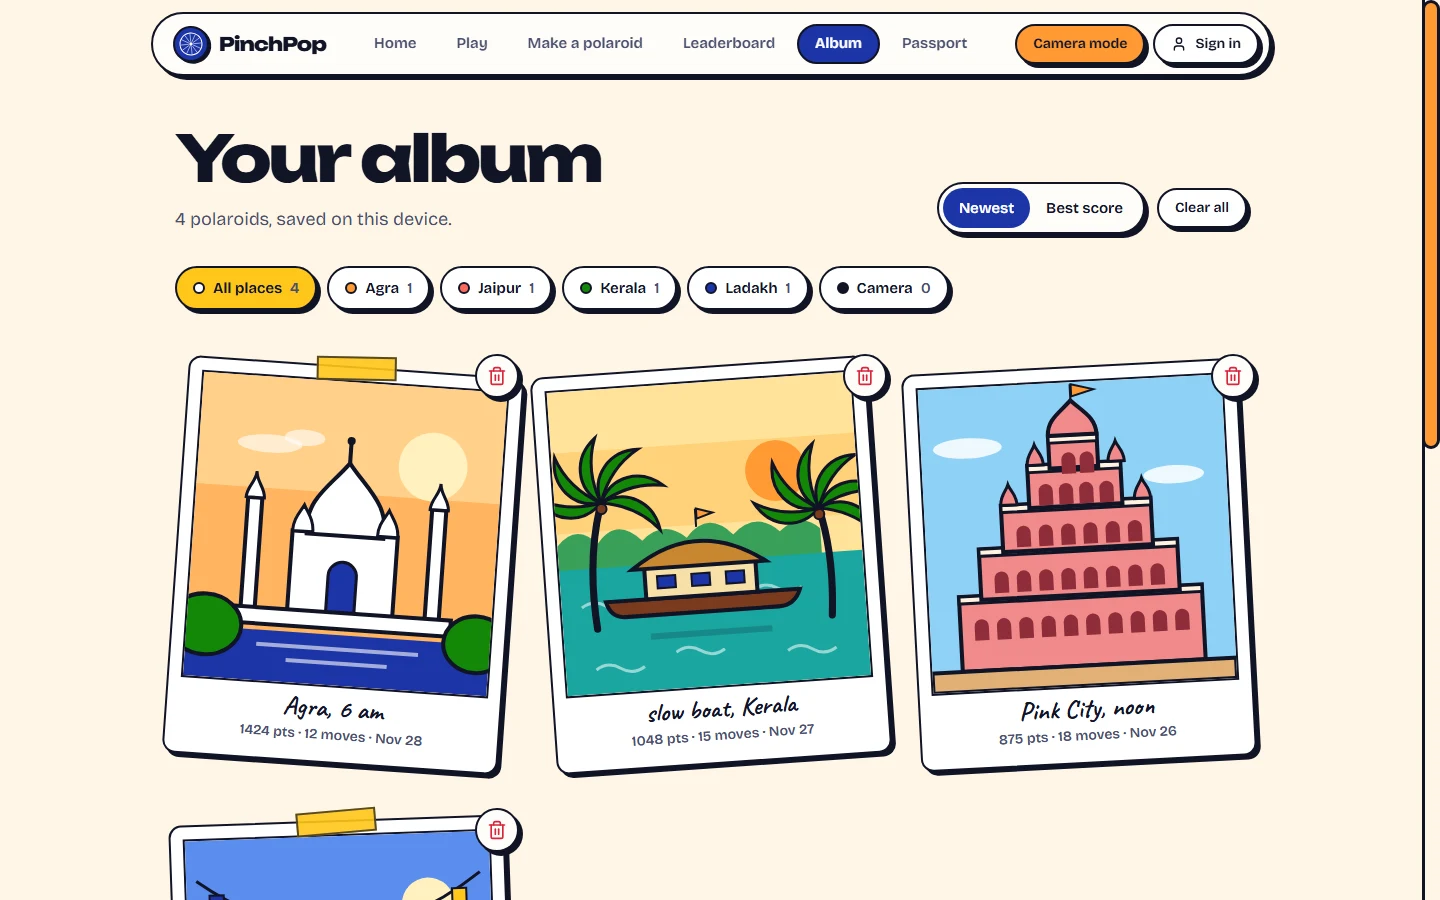 PinchPop
Home
Play
Make a polaroid
Leaderboard
Album
Passport
Camera mode
Sign in
Your album
4 polaroids, saved on this device.
Newest
Best score
Clear all
All places 4
Agra 1
Jaipur 1
Kerala 1
Ladakh 1
Camera 0
Agra, 6 am
1424 pts · 12 moves · Nov 28
slow boat, Kerala
1048 pts · 15 moves · Nov 27
Pink City, noon
875 pts · 18 moves · Nov 26